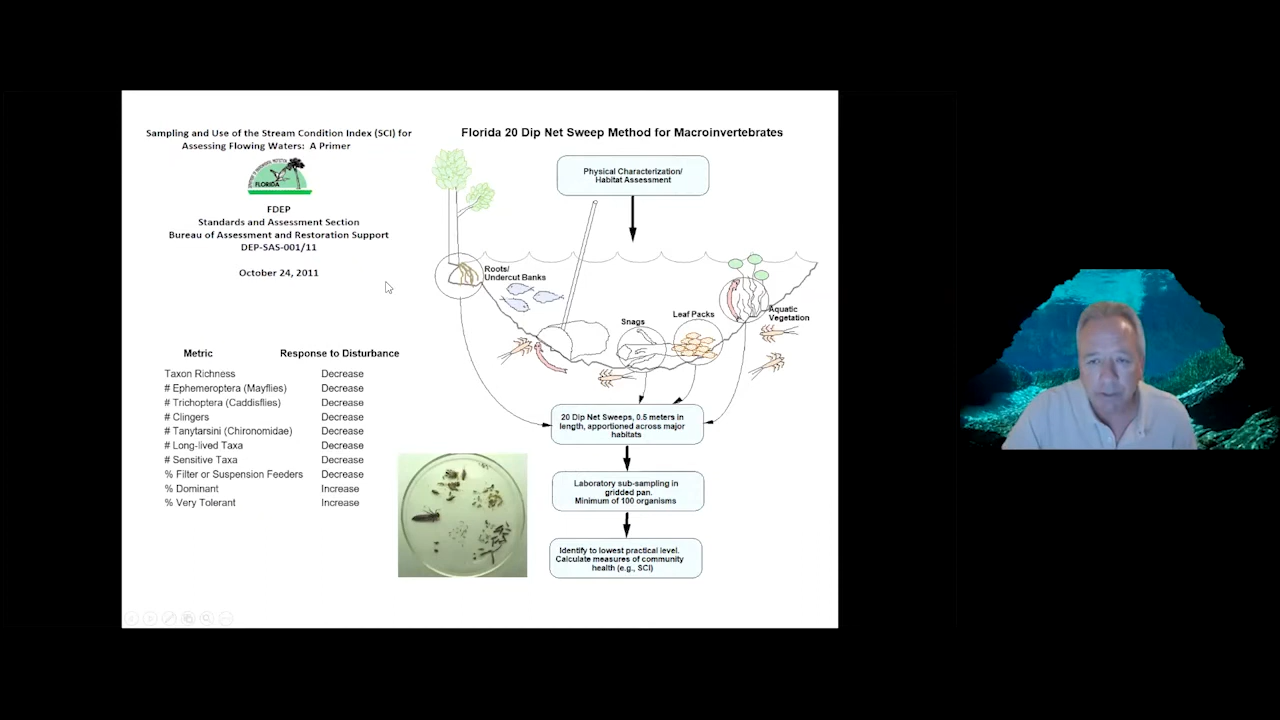 Sampling and Use of the Stream Condition Index (SCI) for
Assessing Flowing Waters: A Primer
FLORIDA
FDEP
Standards and Assessment Section
Bureau of Assessment and Restoration Support
DEP-SAS-001/11
October 24, 2011
Metric Response to Disturbance
Taxon Richness Decrease
# Ephemeroptera (Mayflies) Decrease
# Trichoptera (Caddisflies) Decrease
# Clingers Decrease
# Tanytarsini (Chironomidae) Decrease
# Long-lived Taxa Decrease
# Sensitive Taxa Decrease
% Filter or Suspension Feeders Decrease
% Dominant Increase
% Very Tolerant Increase
Florida 20 Dip Net Sweep Method for Macroinvertebrates
Physical Characterization/
Habitat Assessment
Roots/
Undercut Banks
Snags
Leaf Packs
Aquatic
Vegetation
20 Dip Net Sweeps, 0.5 meters in
length, apportioned across major
habitats
Laboratory sub-sampling in
gridded pan.
Minimum of 100 organisms
Identify to lowest practical level.
Calculate measures of community
health (e.g., SCI)